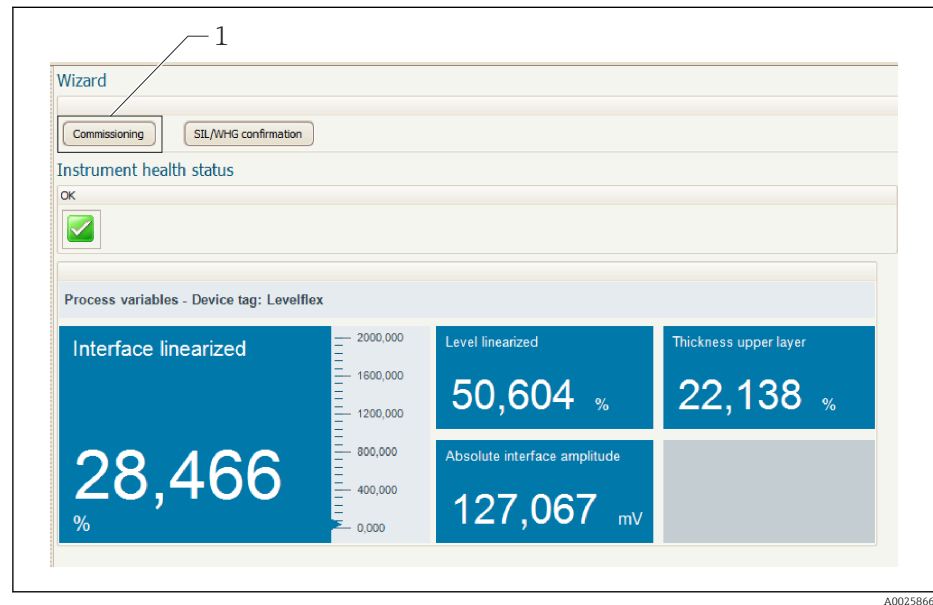 1
Wizard
Commissioning
SIL/WHG confirmation
Instrument health status
OK
Process variables - Device tag: Levelflex
Interface linearized
28,466
%
2000,000
1600,000
1200,000
800,000
400,000
0,000
Level linearized
50,604 %
Thickness upper layer
22,138 %
Absolute interface amplitude
127,067 mV
A0025866